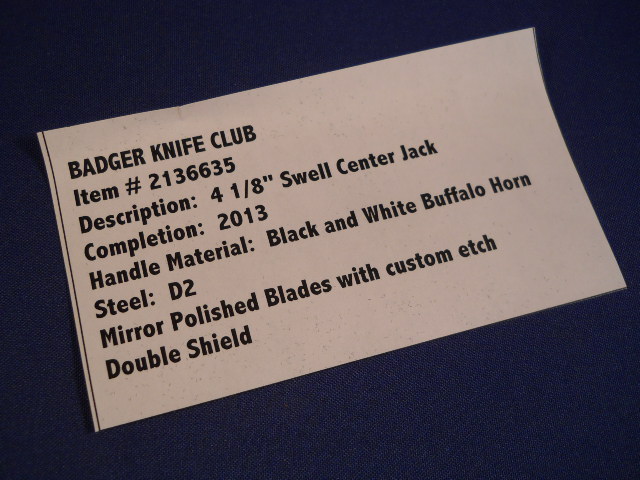 BADGER KNIFE CLUB
Item # 2136635
Description: 4 1/8" Swell Center Jack
Completion: 2013
Handle Material: Black and White Buffalo Horn
Steel: D2
Mirror Polished Blades with custom etch
Double Shield